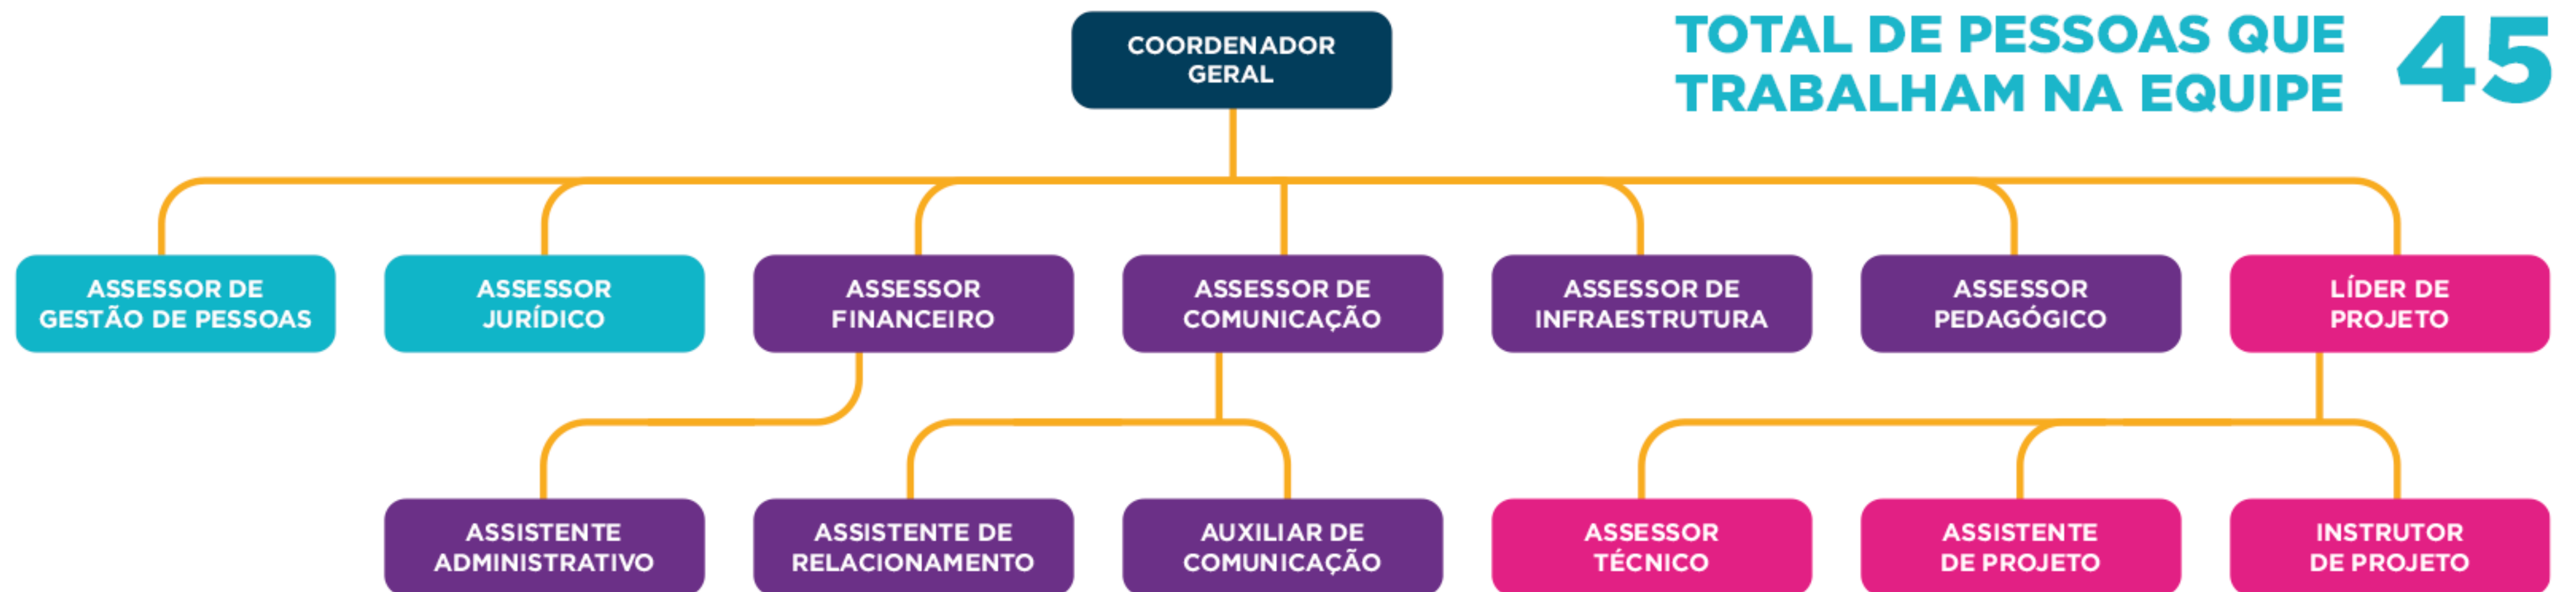 COORDENADOR
GERAL
TOTAL DE PESSOAS QUE
TRABALHAM NA EQUIPE
45
ASSESSOR DE
GESTÃO DE PESSOAS
ASSESSOR
JURÍDICO
ASSESSOR
FINANCEIRO
ASSESSOR DE
COMUNICAÇÃO
ASSESSOR DE
INFRAESTRUTURA
ASSESSOR
PEDAGÓGICO
LÍDER DE
PROJETO
ASSISTENTE
ADMINISTRATIVO
ASSISTENTE DE
RELACIONAMENTO
AUXILIAR DE
COMUNICAÇÃO
ASSESSOR
TÉCNICO
ASSISTENTE
DE PROJETO
INSTRUTOR
DE PROJETO